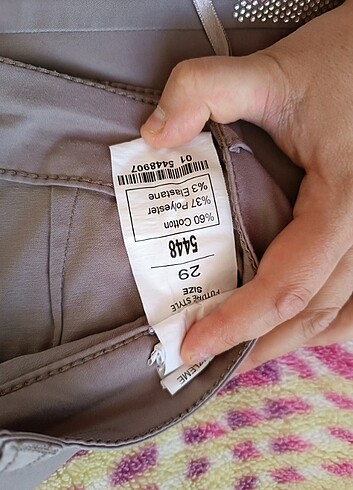 FUTURE STYLE
SIZE
29
5448
%60 Cotton
%37 Polyester
%3 Elastane
01 5448907